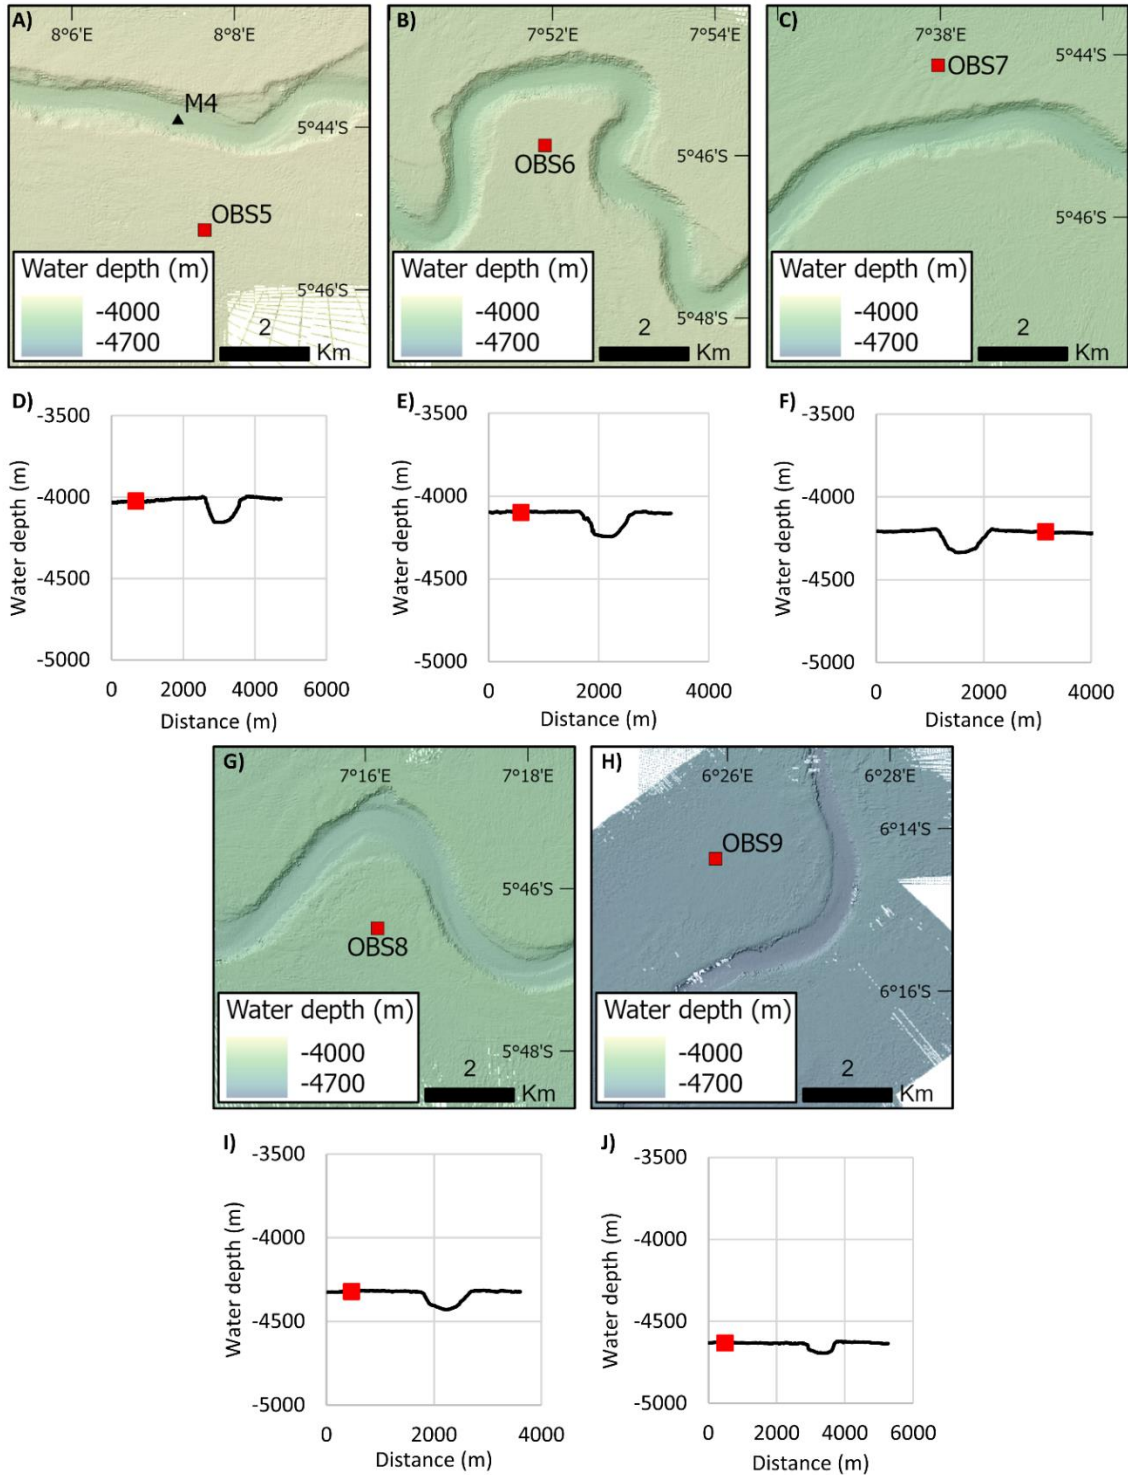 A)
8°6'E
8°8'E
M4
5°44'S
OBS5
5°46'S
Water depth (m)
-4000
-4700
2
Km
B)
7°52'E
7°54'E
5°46'S
OBS6
5°48'S
Water depth (m)
-4000
-4700
2
Km
C)
7°38'E
5°44'S
OBS7
5°46'S
Water depth (m)
-4000
-4700
2
Km
D)
-3500
-4000
-4500
-5000
Water depth (m)
0 2000 4000 6000
Distance (m)
E)
-3500
-4000
-4500
-5000
Water depth (m)
0 2000 4000
Distance (m)
F)
-3500
-4000
-4500
-5000
Water depth (m)
0 2000 4000
Distance (m)
G)
7°16'E
7°18'E
5°46'S
OBS8
5°48'S
Water depth (m)
-4000
-4700
2
Km
H)
6°26'E
6°28'E
6°14'S
OBS9
6°16'S
Water depth (m)
-4000
-4700
2
Km
I)
-3500
-4000
-4500
-5000
Water depth (m)
0 2000 4000
Distance (m)
J)
-3500
-4000
-4500
-5000
Water depth (m)
0 2000 4000 6000
Distance (m)